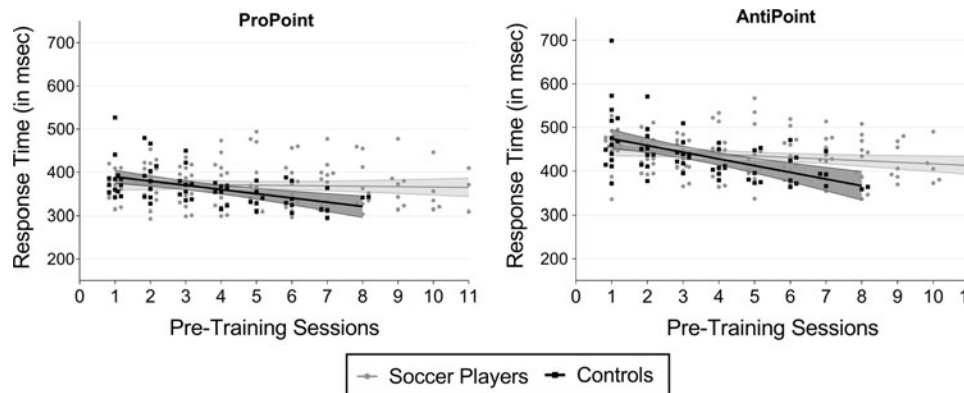 ProPoint
Response Time (in msec)
700
600
500
400
300
200
0 1 2 3 4 5 6 7 8 9 10 11
Pre-Training Sessions
AntiPoint
Response Time (in msec)
700
600
500
400
300
200
0 1 2 3 4 5 6 7 8 9 10
Pre-Training Sessions
Soccer Players Controls